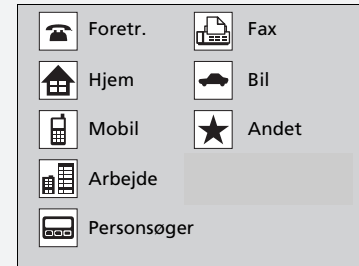 Foretr.
Fax
Hjem
Bil
Mobil
Andet
Arbejde
Personsøger